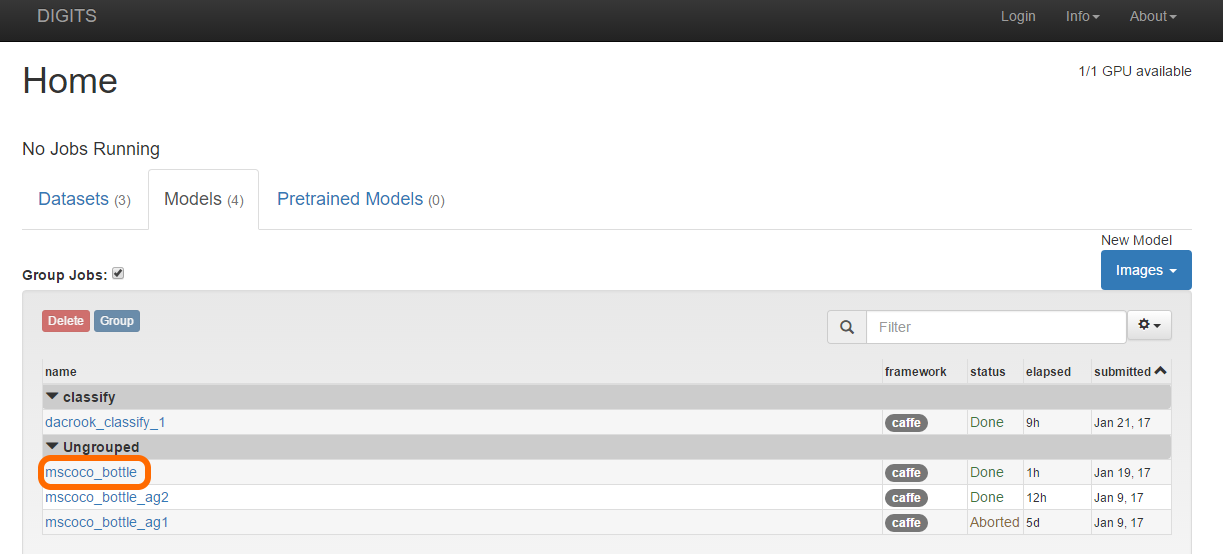 DIGITS Login Info About
Home
1/1 GPU available
No Jobs Running
Datasets (3) Models (4) Pretrained Models (0)
New Model
Group Jobs: Images
Delete Group Filter
name framework status elapsed submitted
classify
dacrook_classify_1 caffe Done 9h Jan 21, 17
Ungrouped
mscoco_bottle caffe Done 1h Jan 19, 17
mscoco_bottle_ag2 caffe Done 12h Jan 9, 17
mscoco_bottle_ag1 caffe Aborted 5d Jan 9, 17